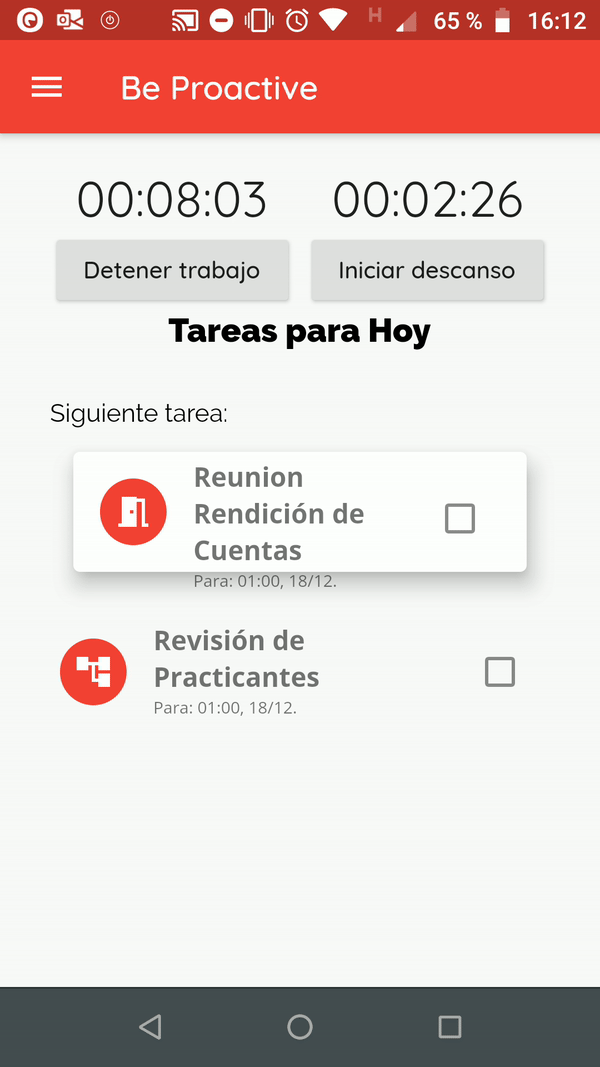 H 65 % 16:12
Be Proactive
00:08:03 00:02:26
Detener trabajo Iniciar descanso
Tareas para Hoy
Siguiente tarea:
Reunion
Rendición de
Cuentas
Para: 01:00, 18/12.
Revisión de
Practicantes
Para: 01:00, 18/12.